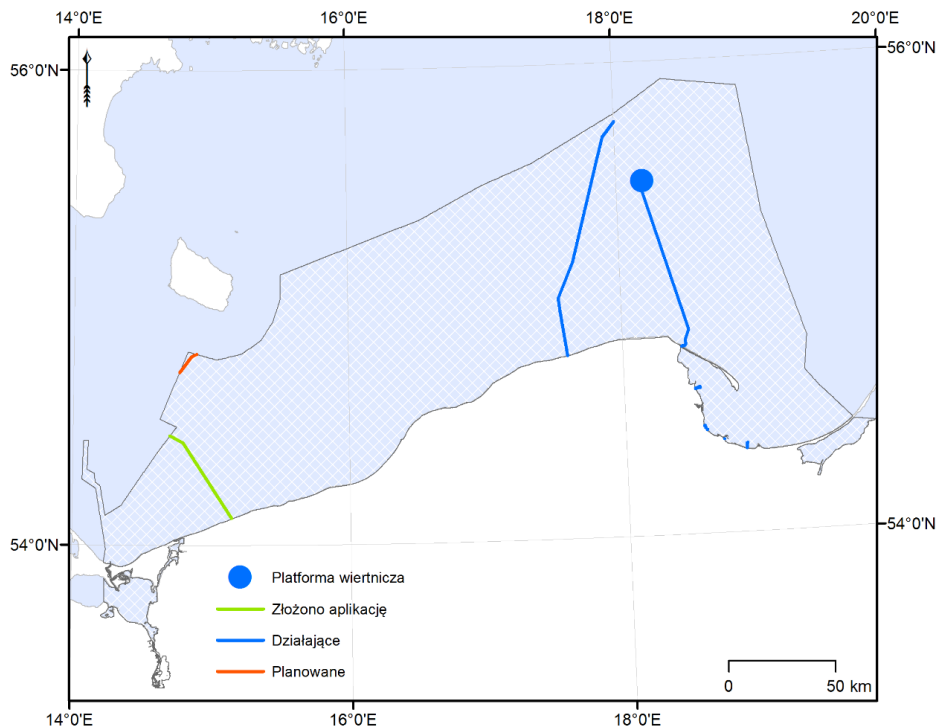 14°0'E 16°0'E 18°0'E 20°0'E
56°0'N 56°0'N
54°0'N 54°0'N
Platforma wiertnicza
Złożono aplikację
Działające
Planowane
0 50 km
14°0'E 16°0'E 18°0'E 20°0'E